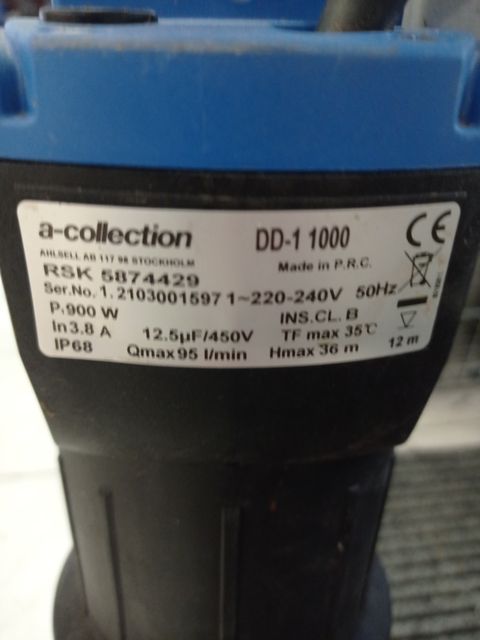 a-collection DD-1 1000
AHLSELL AB 117 98 STOCKHOLM Made in P.R.C.
RSK 5874429
Ser.No. 1.2103001597 1~220-240V 50Hz
P.900 W INS.CL. B
In3.8 A 12.5µF/450V TF max 35°C
IP68 Qmax 95 l/min Hmax 36 m 12 m
CE